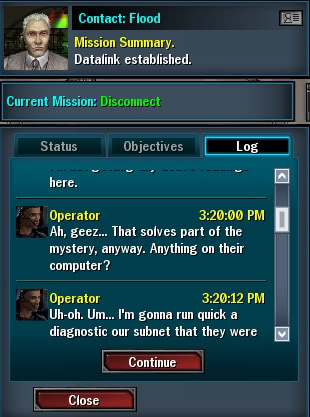 Contact: Flood
Mission Summary.
Datalink established.
Current Mission: Disconnect
Status
Objectives
Log
here.
Operator
3:20:00 PM
Ah, geez... That solves part of the
mystery, anyway. Anything on their
computer?
Operator
3:20:12 PM
Uh-oh. Um... I'm gonna run quick a
diagnostic our subnet that they were
Continue
Close